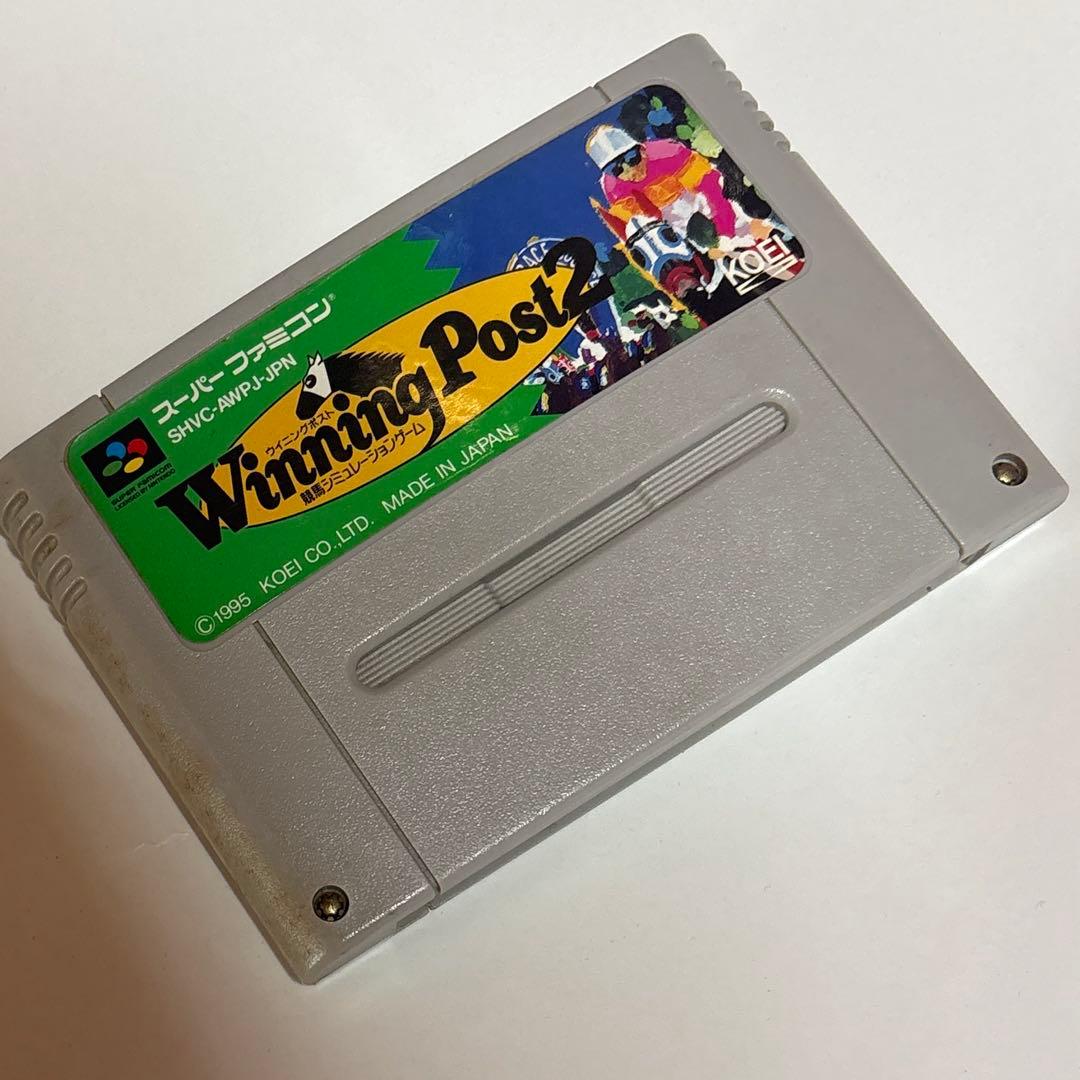 スーパーファミコン®
SHVC-AWPJ-JPN
SUPER FAMICOM
LICENSED BY NINTENDO
ウイニングポスト
Winning Post 2
競馬シミュレーションゲーム
KOEI
©1995 KOEI CO.,LTD. MADE IN JAPAN